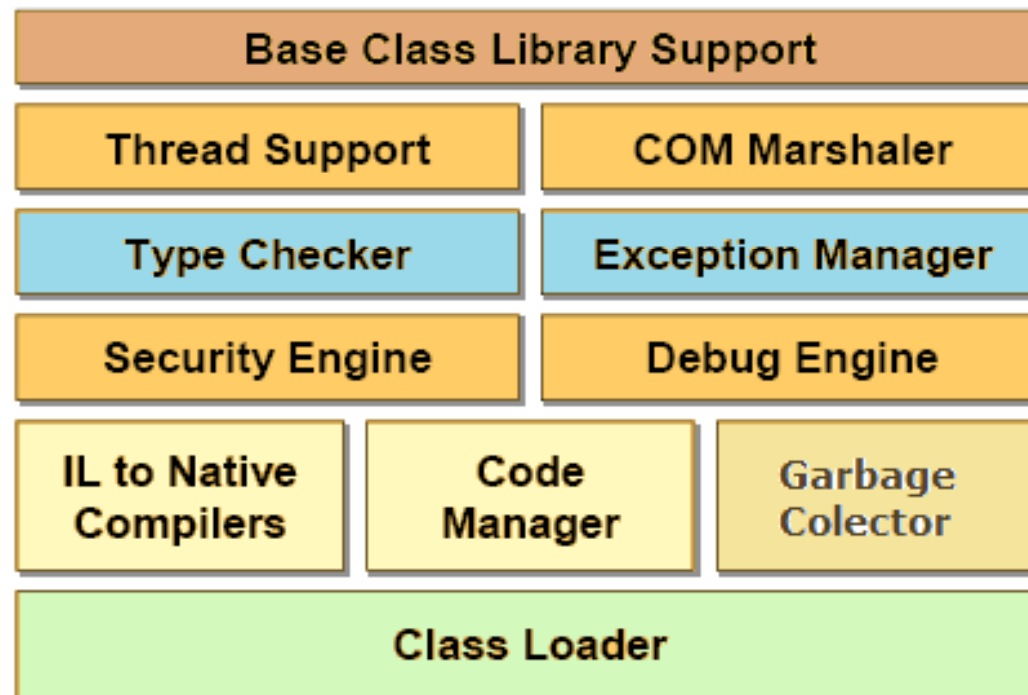 Base Class Library Support
Thread Support
COM Marshaler
Type Checker
Exception Manager
Security Engine
Debug Engine
IL to Native
Compilers
Code
Manager
Garbage
Colector
Class Loader